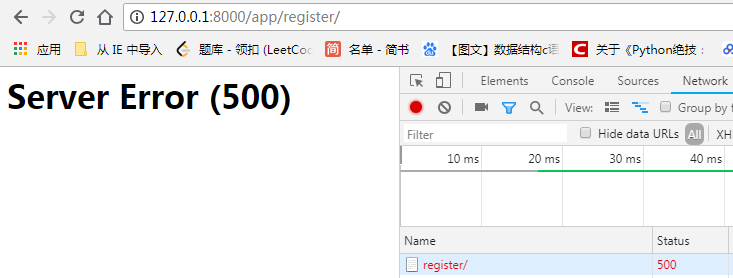 127.0.0.1:8000/app/register/
应用 从 IE 中导入 题库 - 领扣 (LeetCo 简 名单 - 简书 【图文】数据结构c语 C 关于《Python绝技：
Server Error (500)
Elements Console Sources Network
View: Group by f
Filter Hide data URLs All XH
10 ms 20 ms 30 ms 40 ms
Name Status
register/ 500